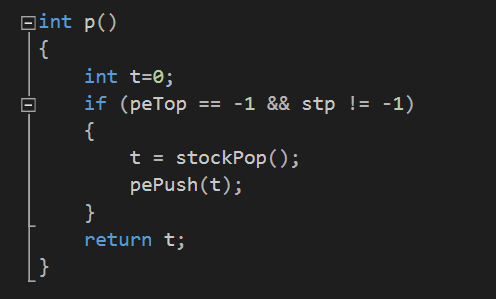 int p()
{
    int t=0;
    if (peTop == -1 && stp != -1)
    {
        t = stockPop();
        pePush(t);
    }
    return t;
}